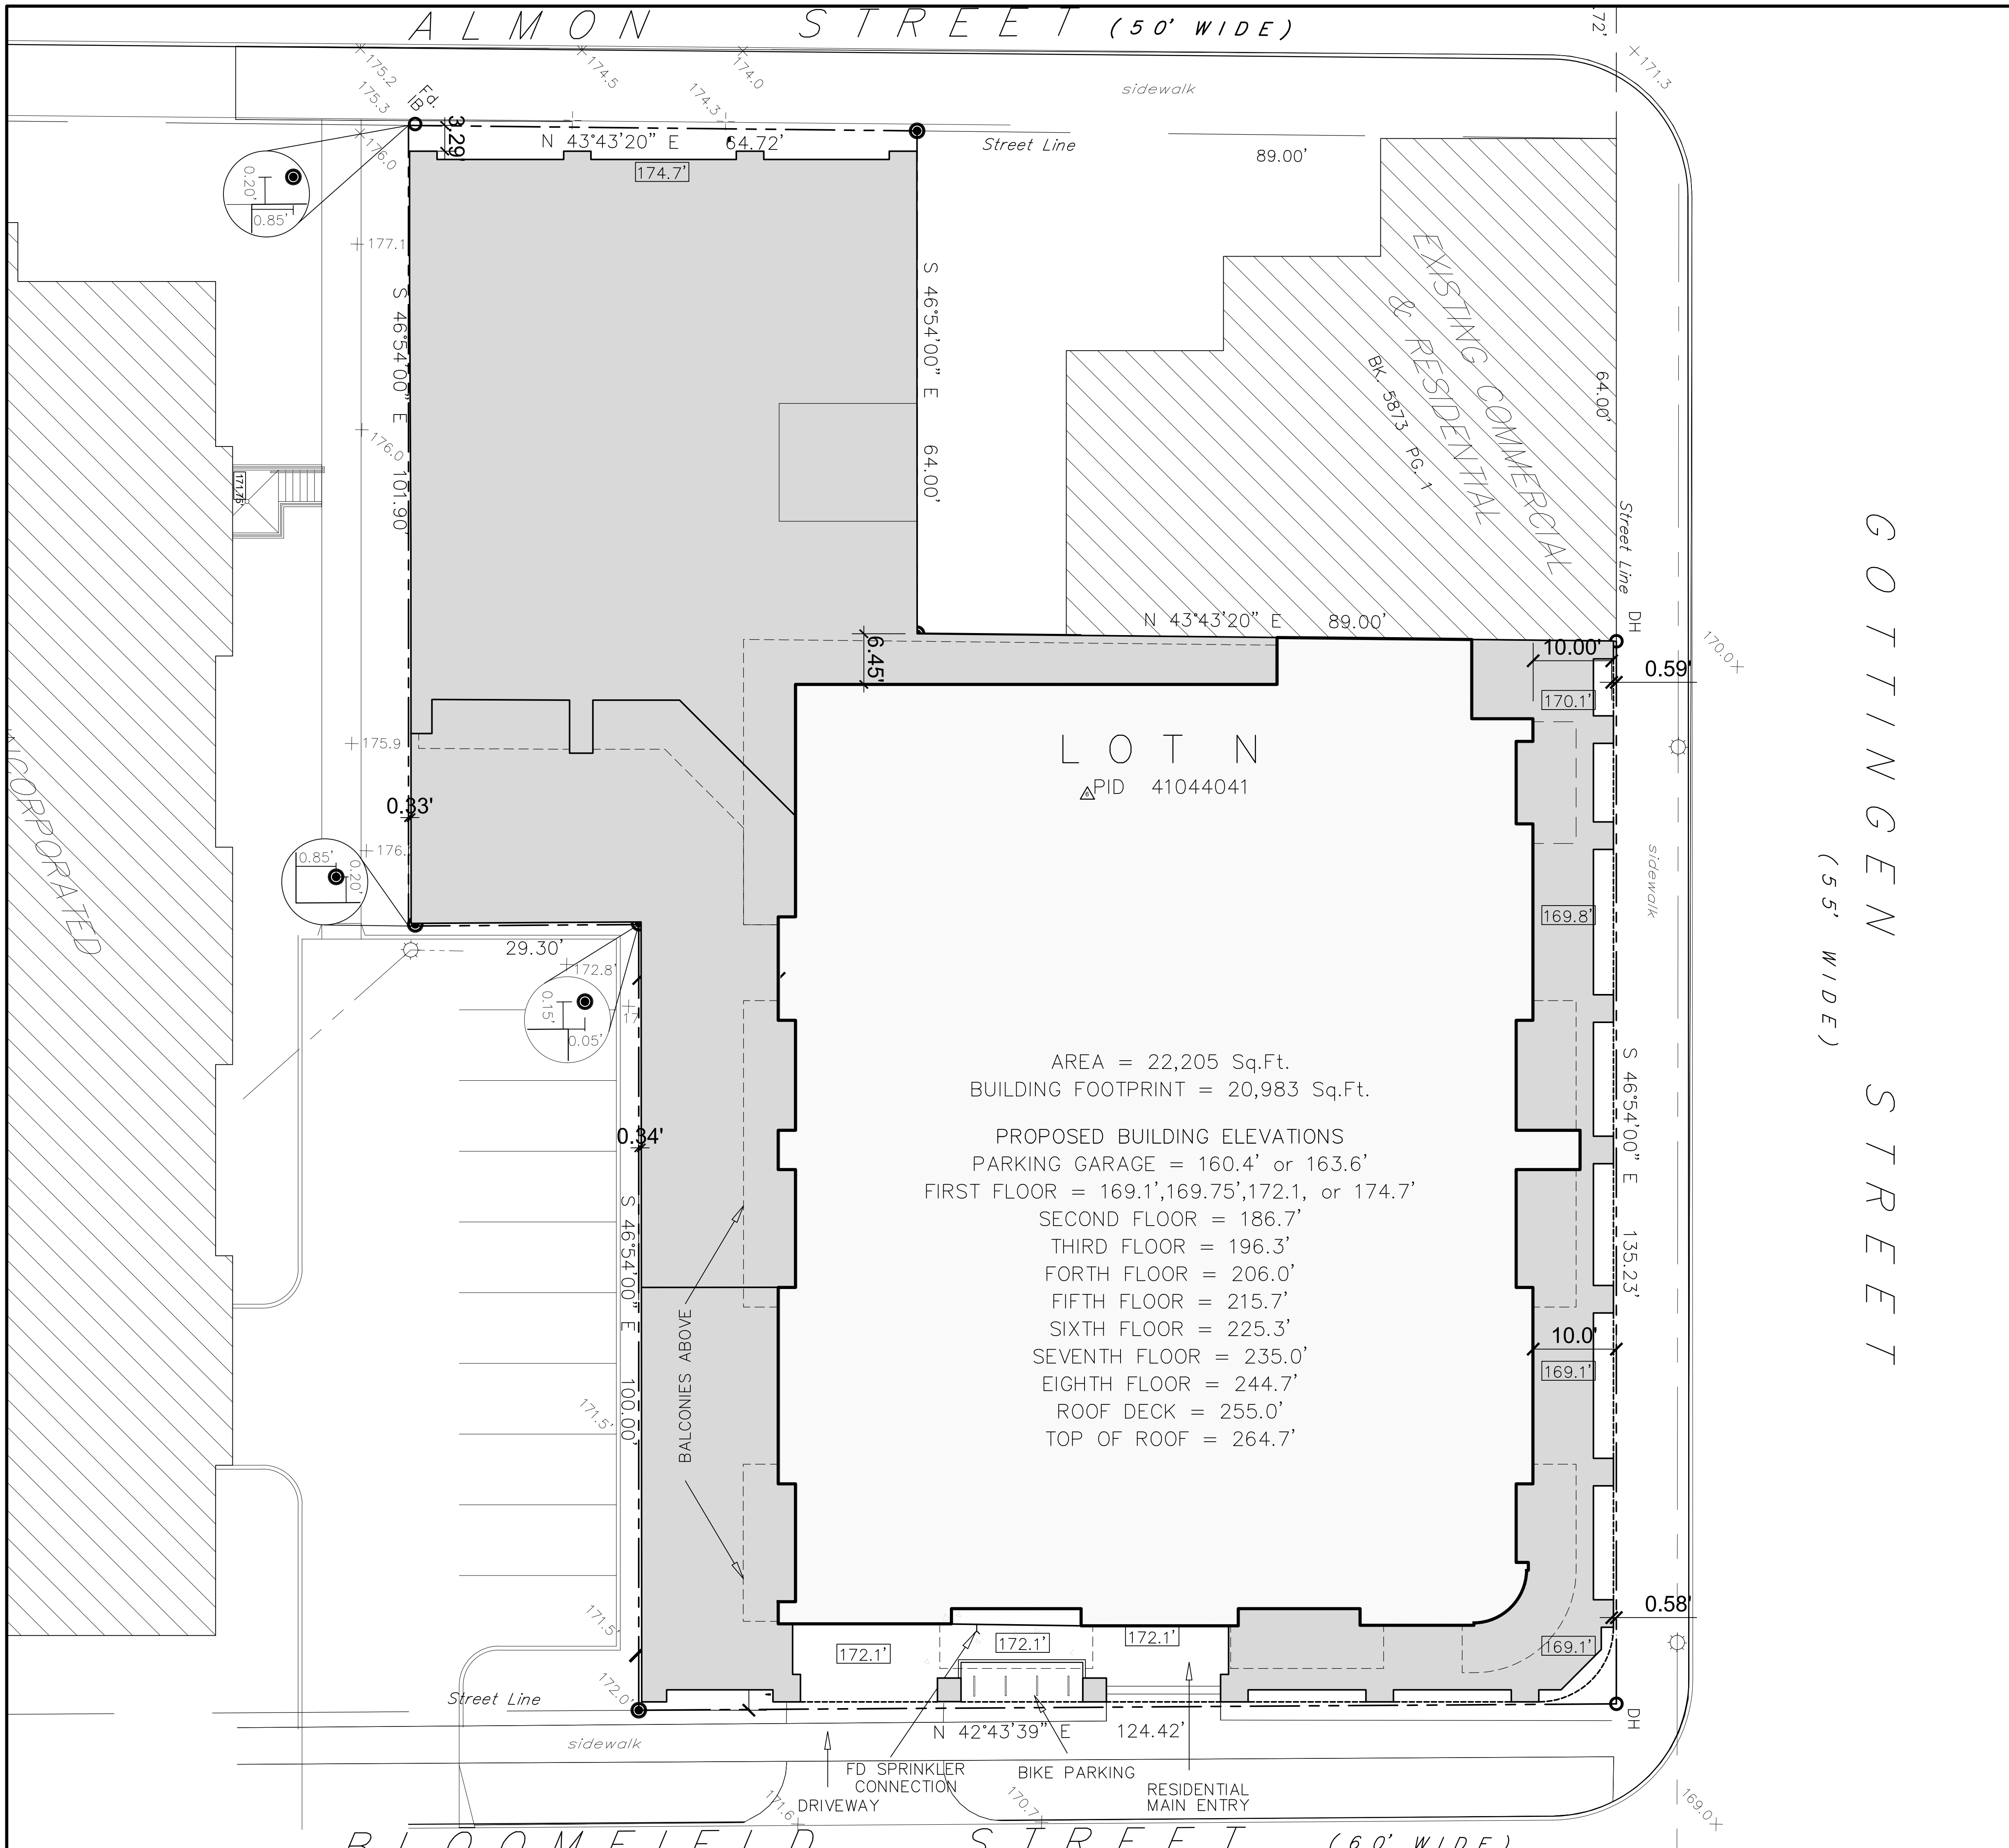 ALMON STREET (50' WIDE)
72'
171.3
175.2
175.3
174.5
174.0
174.3
sidewalk
Fd.
IB
3.29'
N 43°43'20" E 64.72'
Street Line
89.00'
174.7'
176.0
0.20'
0.85'
177.1
S 46°54'00" E 101.90'
S 46°54'00" E 64.00'
EXISTING COMMERCIAL
& RESIDENTIAL
BK. 5873 PG. 1
64.00'
Street Line
DH
176.0
171.75'
N 43°43'20" E 89.00'
6.45'
10.00'
0.59'
170.0
170.1'
GOTTINGEN STREET
(55' WIDE)
LOT N
6
PID 41044041
175.9
0.33'
176.
0.85'
0.20'
sidewalk
169.8'
29.30'
172.8'
17
0.15'
0.05'
AREA = 22,205 Sq.Ft.
BUILDING FOOTPRINT = 20,983 Sq.Ft.
PROPOSED BUILDING ELEVATIONS
PARKING GARAGE = 160.4' or 163.6'
FIRST FLOOR = 169.1',169.75',172.1, or 174.7'
SECOND FLOOR = 186.7'
THIRD FLOOR = 196.3'
FORTH FLOOR = 206.0'
FIFTH FLOOR = 215.7'
SIXTH FLOOR = 225.3'
SEVENTH FLOOR = 235.0'
EIGHTH FLOOR = 244.7'
ROOF DECK = 255.0'
TOP OF ROOF = 264.7'
S 46°54'00" E 135.23'
0.34'
S 46°54'00" E 100.00'
BALCONIES ABOVE
10.0'
169.1'
171.5'
0.58'
169.1'
171.5'
172.0'
172.1'
172.1'
172.1'
Street Line
N 42°43'39" E 124.42'
DH
sidewalk
FD SPRINKLER
CONNECTION
BIKE PARKING
RESIDENTIAL
MAIN ENTRY
DRIVEWAY
171.6
170.7
169.0
BLOOMFIELD STREET (60' WIDE)